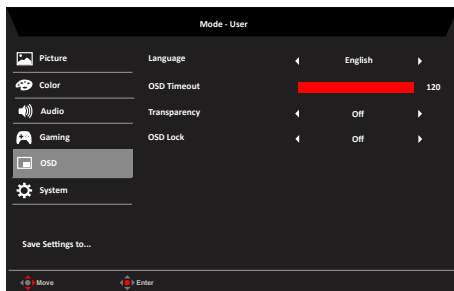 Mode - User
Picture
Language
English
Color
OSD Timeout
120
Audio
Transparency
Off
Gaming
OSD Lock
Off
OSD
System
Save Settings to...
Move
Enter